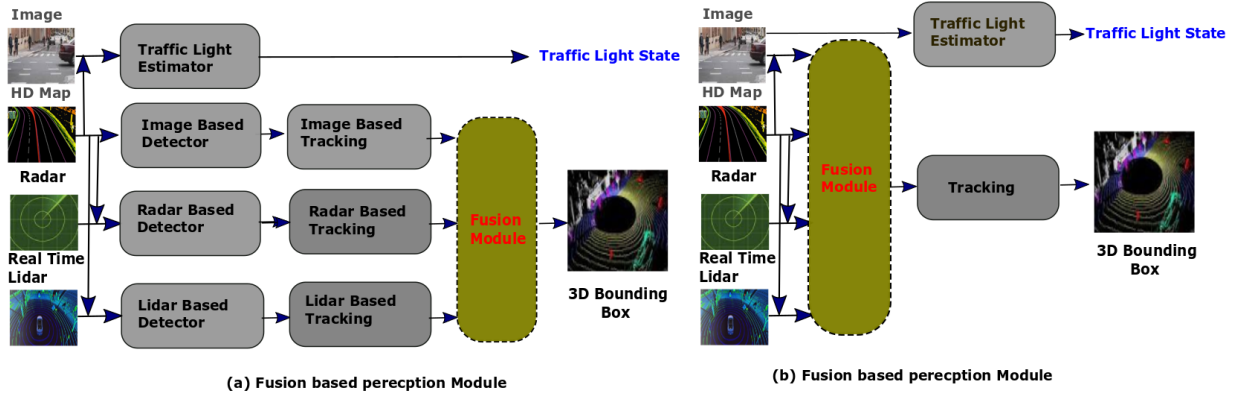 Image
Traffic Light
Estimator
Traffic Light State
HD Map
Image Based
Detector
Image Based
Tracking
Radar
Radar Based
Detector
Radar Based
Tracking
Fusion
Module
Real Time
Lidar
Lidar Based
Detector
Lidar Based
Tracking
3D Bounding
Box
(a) Fusion based perecption Module
Image
Traffic Light
Estimator
Traffic Light State
HD Map
Fusion
Module
Radar
Tracking
Real Time
Lidar
3D Bounding
Box
(b) Fusion based perecption Module